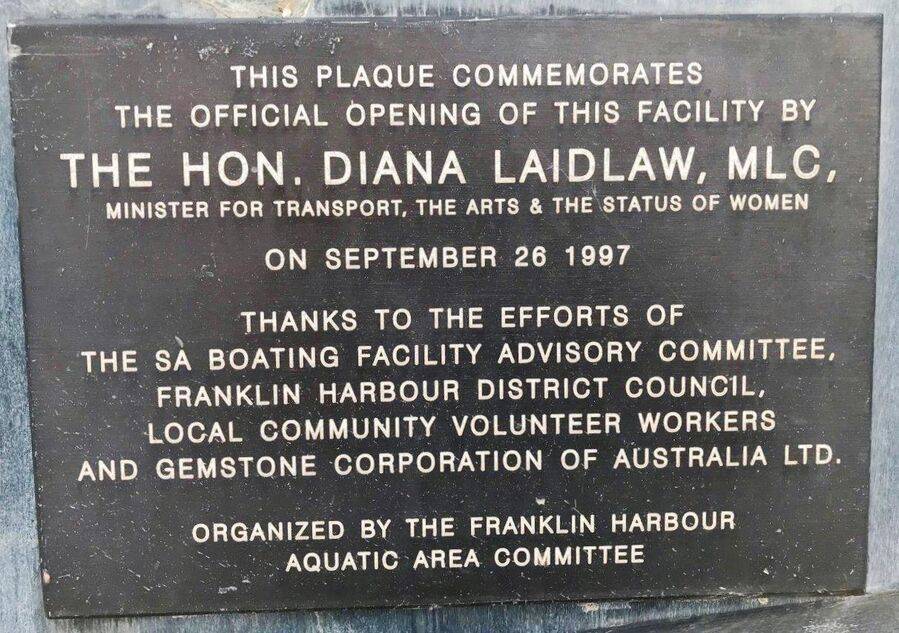 THIS PLAQUE COMMEMORATES
THE OFFICIAL OPENING OF THIS FACILITY BY
THE HON. DIANA LAIDLAW, MLC,
MINISTER FOR TRANSPORT, THE ARTS & THE STATUS OF WOMEN
ON SEPTEMBER 26 1997
THANKS TO THE EFFORTS OF
THE SA BOATING FACILITY ADVISORY COMMITTEE,
FRANKLIN HARBOUR DISTRICT COUNCIL,
LOCAL COMMUNITY VOLUNTEER WORKERS
AND GEMSTONE CORPORATION OF AUSTRALIA LTD.
ORGANIZED BY THE FRANKLIN HARBOUR
AQUATIC AREA COMMITTEE